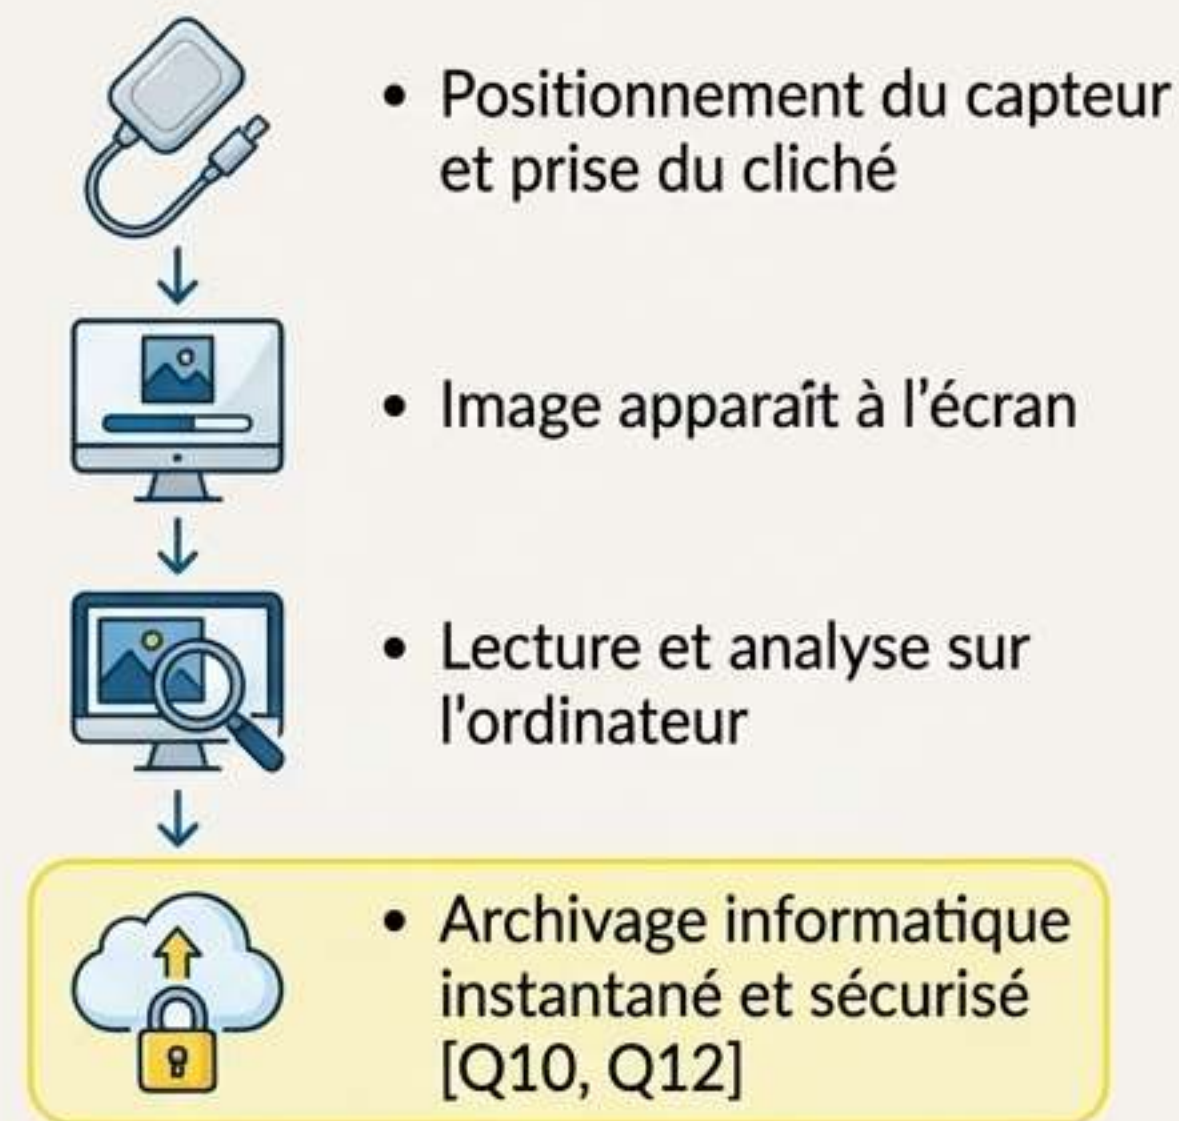 • Positionnement du capteur
et prise du cliché
• Image apparaît à l'écran
• Lecture et analyse sur
l'ordinateur
• Archivage informatique
instantané et sécurisé
[Q10, Q12]